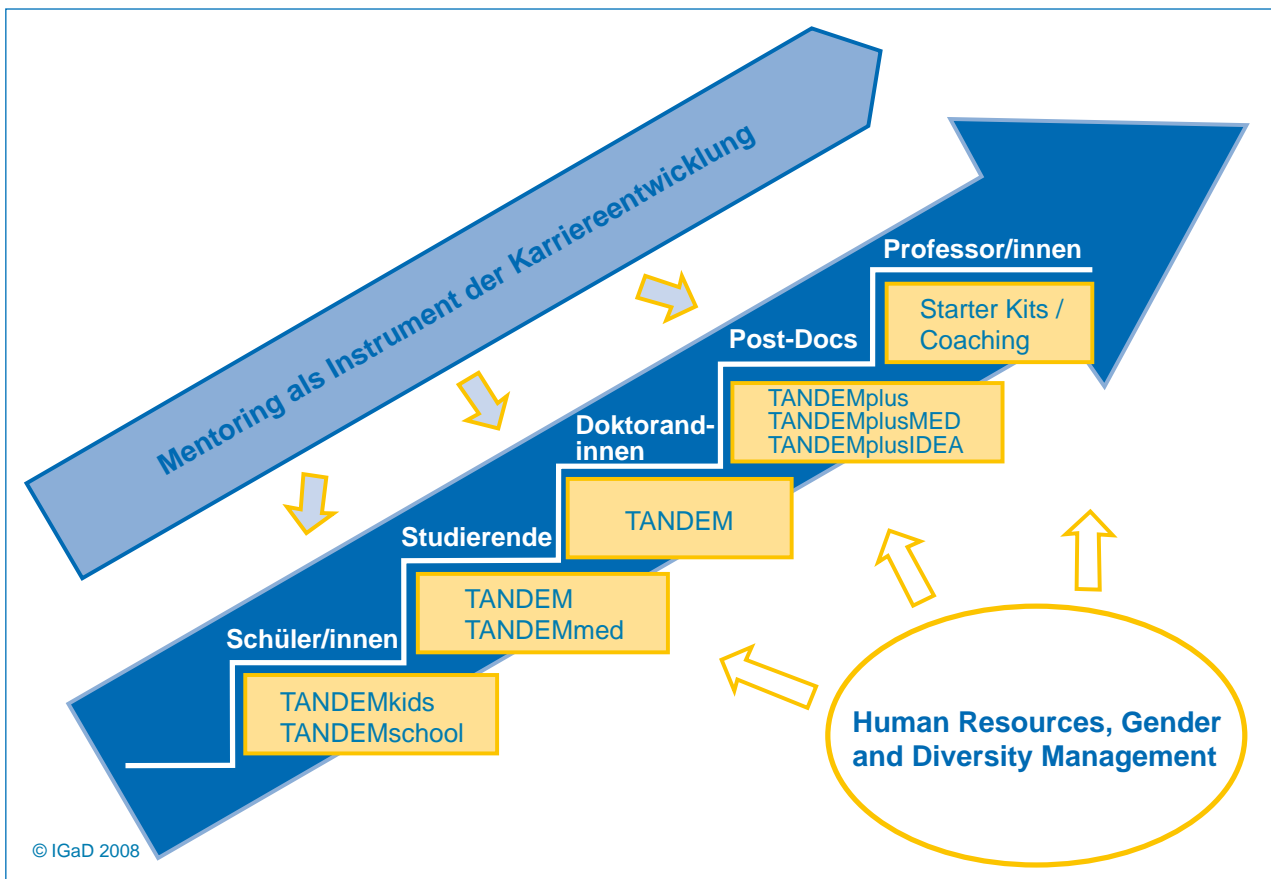 Mentoring als Instrument der Karriereentwicklung
Professor/innen
Starter Kits /
Coaching
Post-Docs
TANDEMplus
TANDEMplusMED
TANDEMplusIDEA
Doktorand-
innen
TANDEM
Studierende
TANDEM
TANDEMmed
Schüler/innen
TANDEMkids
TANDEMschool
Human Resources, Gender
and Diversity Management
© IGaD 2008